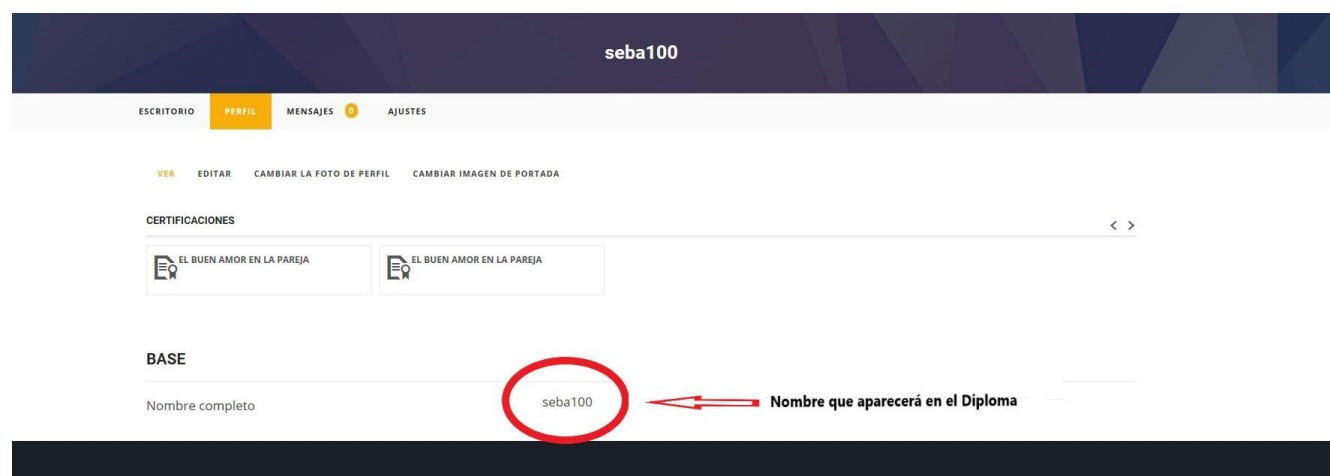 seba100
ESCRITORIO PERFIL MENSAJES 0 AJUSTES
VER EDITAR CAMBIAR LA FOTO DE PERFIL CAMBIAR IMAGEN DE PORTADA
CERTIFICACIONES < >
EL BUEN AMOR EN LA PAREJA EL BUEN AMOR EN LA PAREJA
BASE
Nombre completo seba100 Nombre que aparecerá en el Diploma